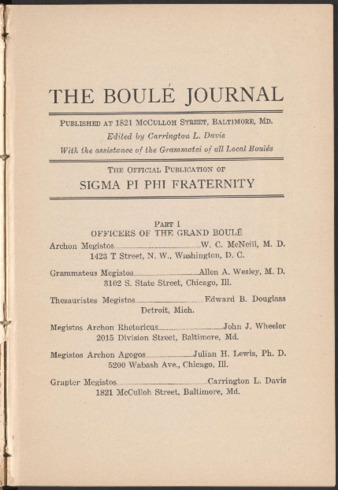 THE BOULÉ JOURNAL
PUBLISHED AT 1821 MCCULLOH STREET, BALTIMORE, MD.
Edited by Carrington L. Davis
With the assistance of the Grammatei of all Local Boulés
THE OFFICIAL PUBLICATION OF
SIGMA PI PHI FRATERNITY
PART I
OFFICERS OF THE GRAND BOULÉ
Archon Megistos W. C. McNeill, M. D.
1423 T Street, N. W., Washington, D. C.
Grammateus Megistos Allen A. Wesley, M. D.
3102 S. State Street, Chicago, Ill.
Thesauristes Megistos Edward B. Douglass
Detroit, Mich.
Megistos Archon Rhetoricus John J. Wheeler
2015 Division Street, Baltimore, Md.
Megistos Archon Agogos Julian H. Lewis, Ph. D.
5200 Wabash Ave., Chicago, Ill.
Grapter Megistos Carrington L. Davis
1821 McCulloh Street, Baltimore, Md.